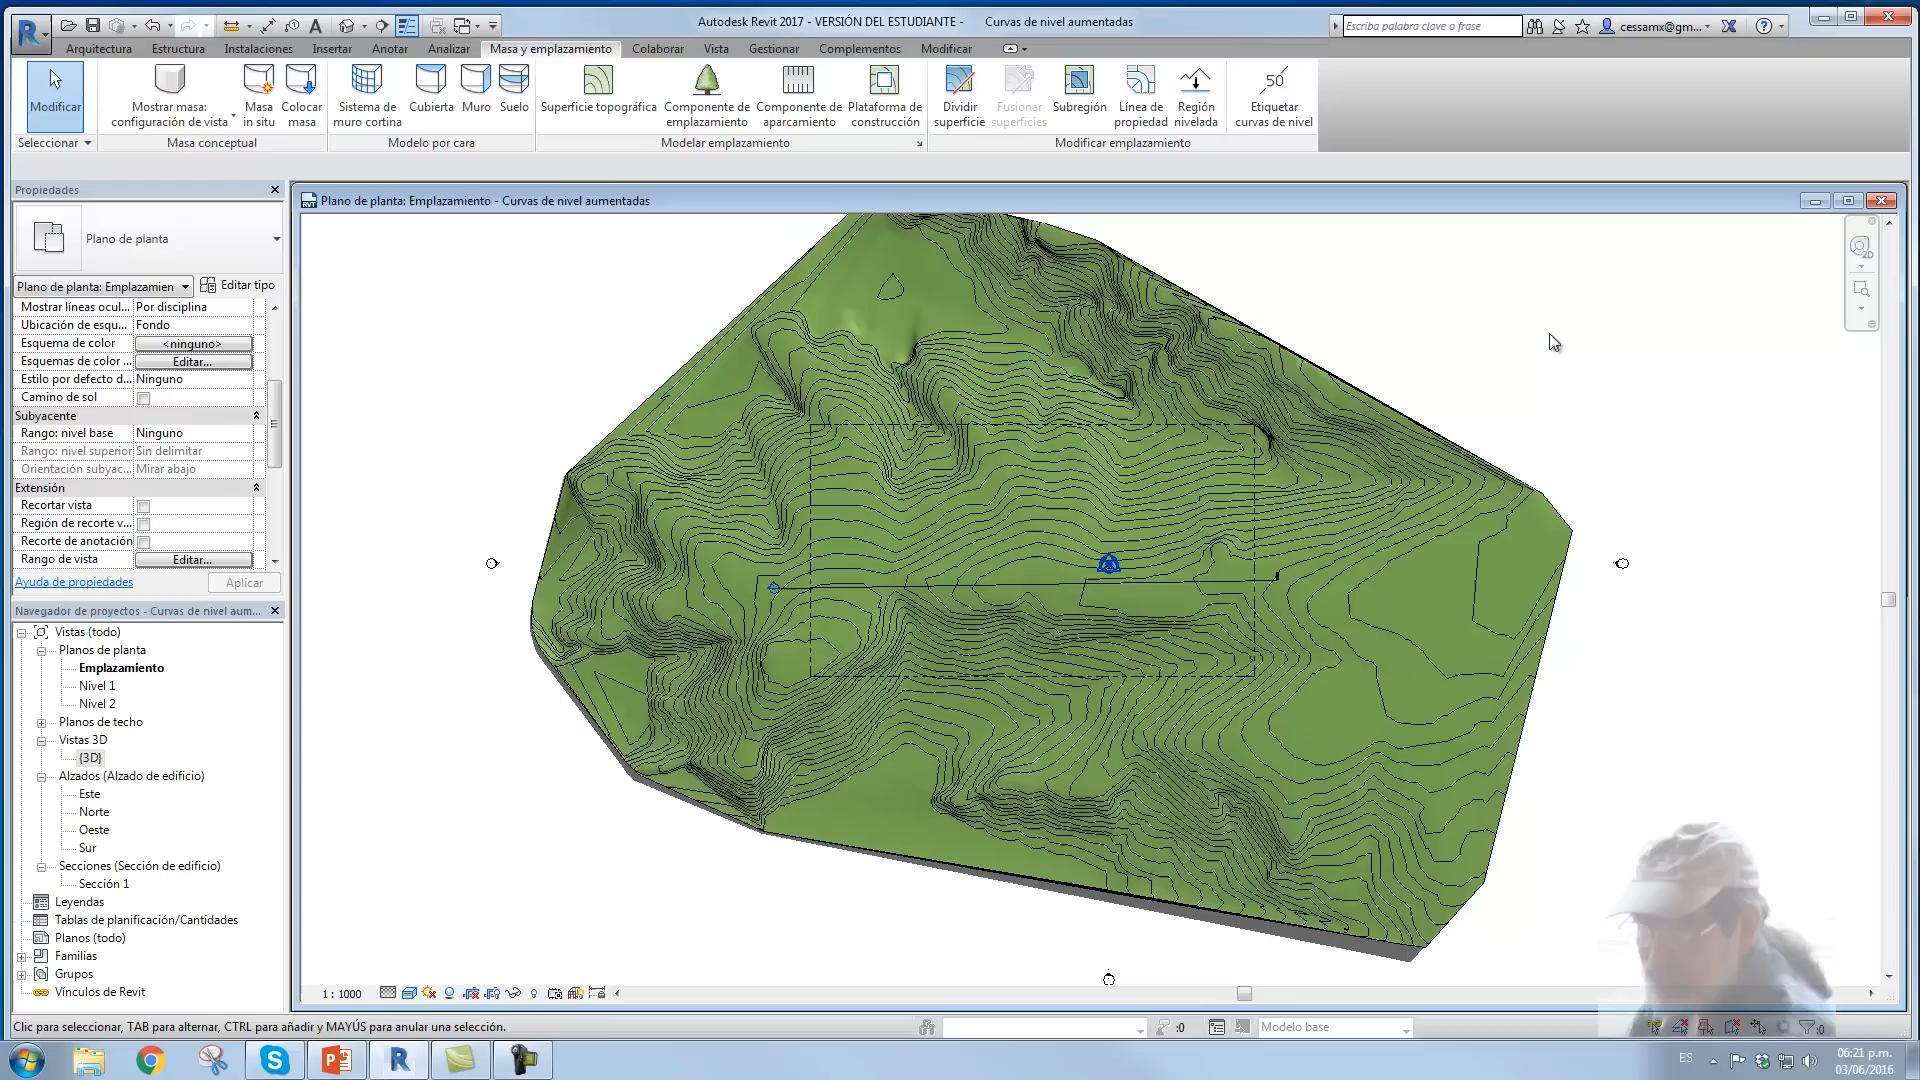 Autodesk Revit 2017 - VERSIÓN DEL ESTUDIANTE - Curvas de nivel aumentadas
Escriba palabra clave o frase
cessamx@gm...
Arquitectura Estructura Instalaciones Insertar Anotar Analizar Masa y emplazamiento Colaborar Vista Gestionar Complementos Modificar
Modificar
Mostrar masa:
configuración de vista
Masa
in situ
Colocar
masa
Sistema de
muro cortina
Cubierta
Muro
Suelo
Superficie topográfica
Componente de
emplazamiento
Componente de
aparcamiento
Plataforma de
construcción
Dividir
superficie
Fusionar
superficies
Subregión
Línea de
propiedad
Región
nivelada
50
Etiquetar
curvas de nivel
Seleccionar Masa conceptual Modelo por cara Modelar emplazamiento Modificar emplazamiento
Propiedades
Plano de planta
Plano de planta: Emplazamien Editar tipo
Mostrar líneas ocul... Por disciplina
Ubicación de esqu... Fondo
Esquema de color <ninguno>
Esquemas de color ... Editar...
Estilo por defecto d... Ninguno
Camino de sol
Subyacente
Rango: nivel base Ninguno
Rango: nivel superior Sin delimitar
Orientación subyac... Mirar abajo
Extensión
Recortar vista
Región de recorte v...
Recorte de anotación
Rango de vista Editar...
Ayuda de propiedades Aplicar
Navegador de proyectos - Curvas de nivel aum...
Vistas (todo)
Planos de planta
Emplazamiento
Nivel 1
Nivel 2
Planos de techo
Vistas 3D
{3D}
Alzados (Alzado de edificio)
Este
Norte
Oeste
Sur
Secciones (Sección de edificio)
Sección 1
Leyendas
Tablas de planificación/Cantidades
Planos (todo)
Familias
Grupos
Vínculos de Revit
Plano de planta: Emplazamiento - Curvas de nivel aumentadas
2D
1 : 1000
Clic para seleccionar, TAB para alternar, CTRL para añadir y MAYÚS para anular una selección.
:0
Modelo base
:0
ES
06:21 p.m.
03/06/2016